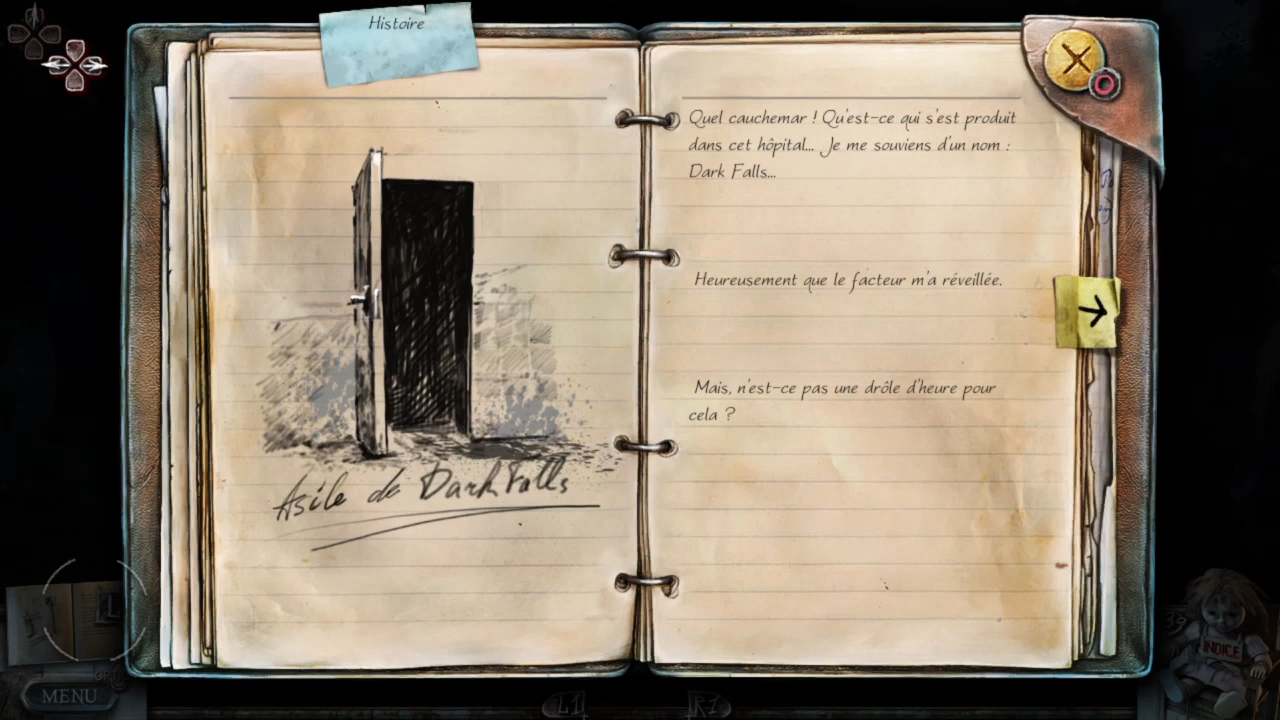 Histoire
Quel cauchemar ! Qu'est-ce qui s'est produit
dans cet hôpital... Je me souviens d'un nom :
Dark Falls...
Heureusement que le facteur m'a réveillée.
Mais, n'est-ce pas une drôle d'heure pour
cela ?
Asile de Dark Falls
INDICE
MENU
L1
R1